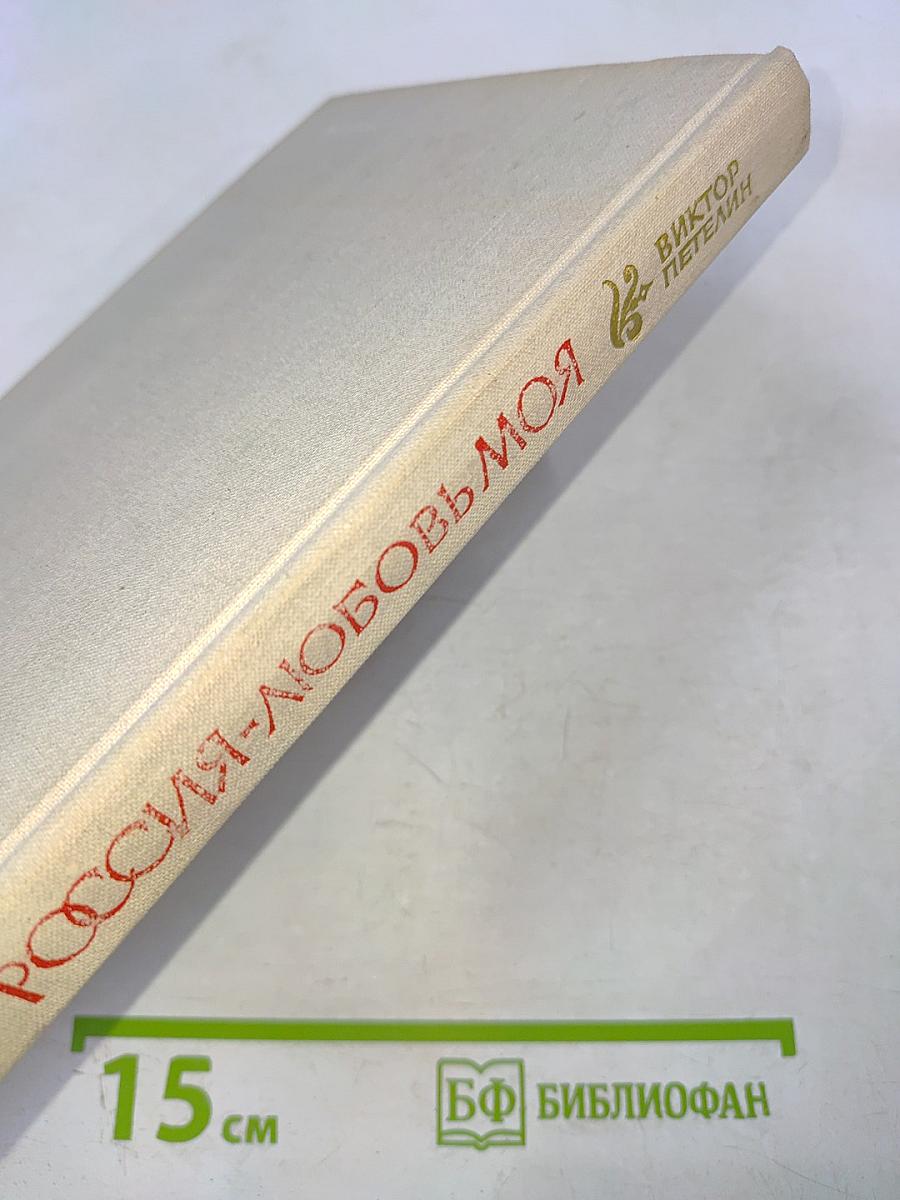 ВИКТОР
ПЕТЕЛИН
РОССИЯ-ЛЮБОВЬ МОЯ
15 см
БФ БИБЛИОФАН